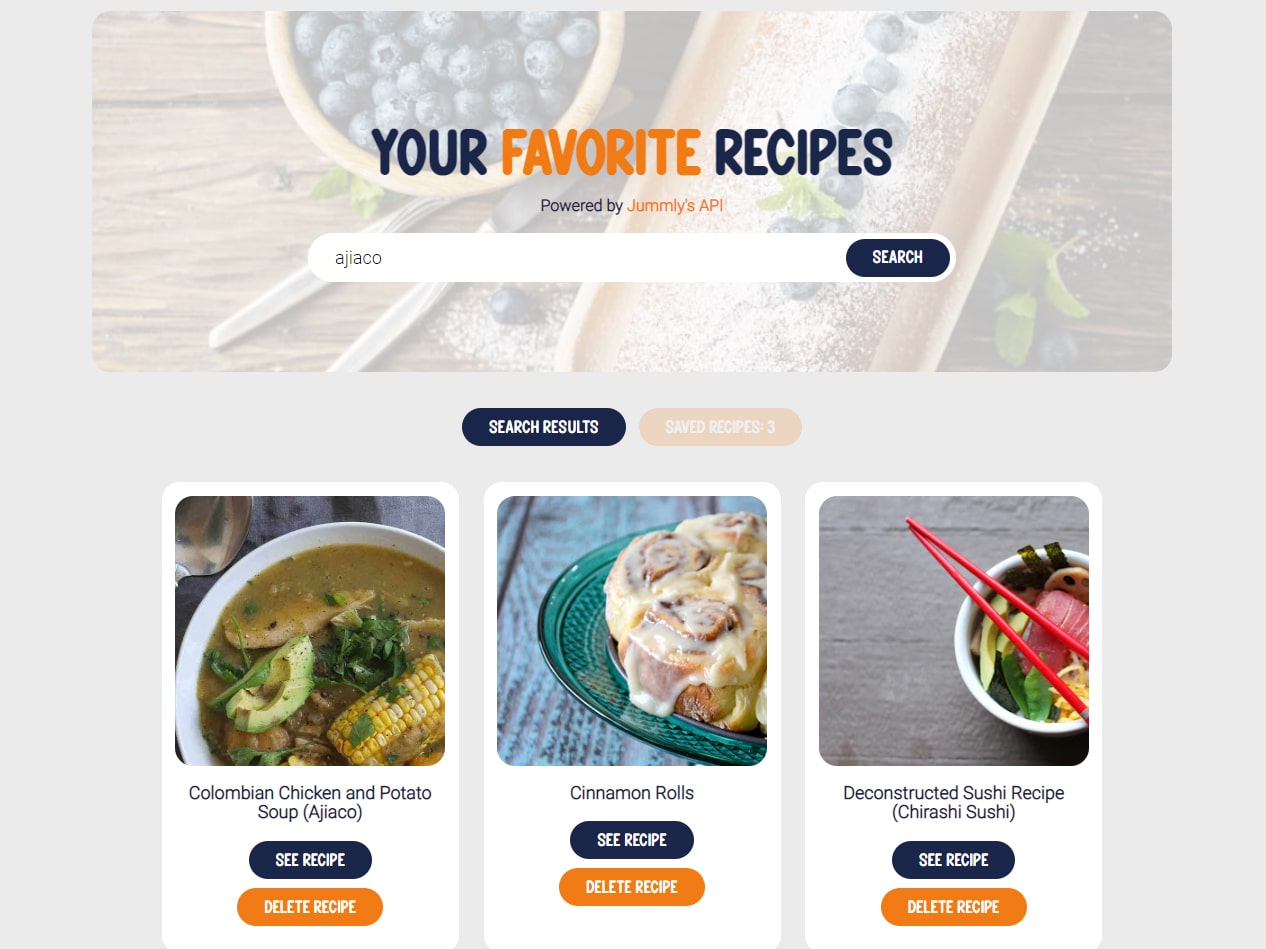 YOUR FAVORITE RECIPES
Powered by Jummly's API
ajiaco
SEARCH
SEARCH RESULTS
SAVED RECIPES: 3
Colombian Chicken and Potato
Soup (Ajiaco)
SEE RECIPE
DELETE RECIPE
Cinnamon Rolls
SEE RECIPE
DELETE RECIPE
Deconstructed Sushi Recipe
(Chirashi Sushi)
SEE RECIPE
DELETE RECIPE